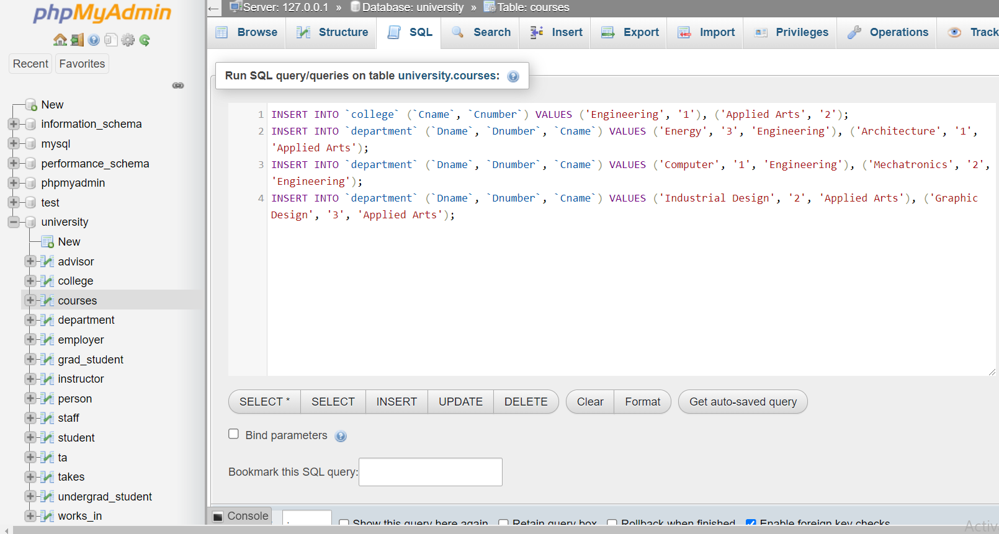 phpMyAdmin
Recent Favorites
New
information_schema
mysql
performance_schema
phpmyadmin
test
university
New
advisor
college
courses
department
employer
grad_student
instructor
person
staff
student
ta
takes
undergrad_student
works_in
Server: 127.0.0.1 » Database: university » Table: courses
Browse Structure SQL Search Insert Export Import Privileges Operations Track
Run SQL query/queries on table university.courses:
1 INSERT INTO `college` (`Cname`, `Cnumber`) VALUES ('Engineering', '1'), ('Applied Arts', '2');
2 INSERT INTO `department` (`Dname`, `Dnumber`, `Cname`) VALUES ('Energy', '3', 'Engineering'), ('Architecture', '1',
'Applied Arts');
3 INSERT INTO `department` (`Dname`, `Dnumber`, `Cname`) VALUES ('Computer', '1', 'Engineering'), ('Mechatronics', '2',
'Engineering');
4 INSERT INTO `department` (`Dname`, `Dnumber`, `Cname`) VALUES ('Industrial Design', '2', 'Applied Arts'), ('Graphic
Design', '3', 'Applied Arts');
SELECT * SELECT INSERT UPDATE DELETE Clear Format Get auto-saved query
Bind parameters
Bookmark this SQL query:
Console
Show this query here again Retain query box Rollback when finished Enable foreign key checks
Activ